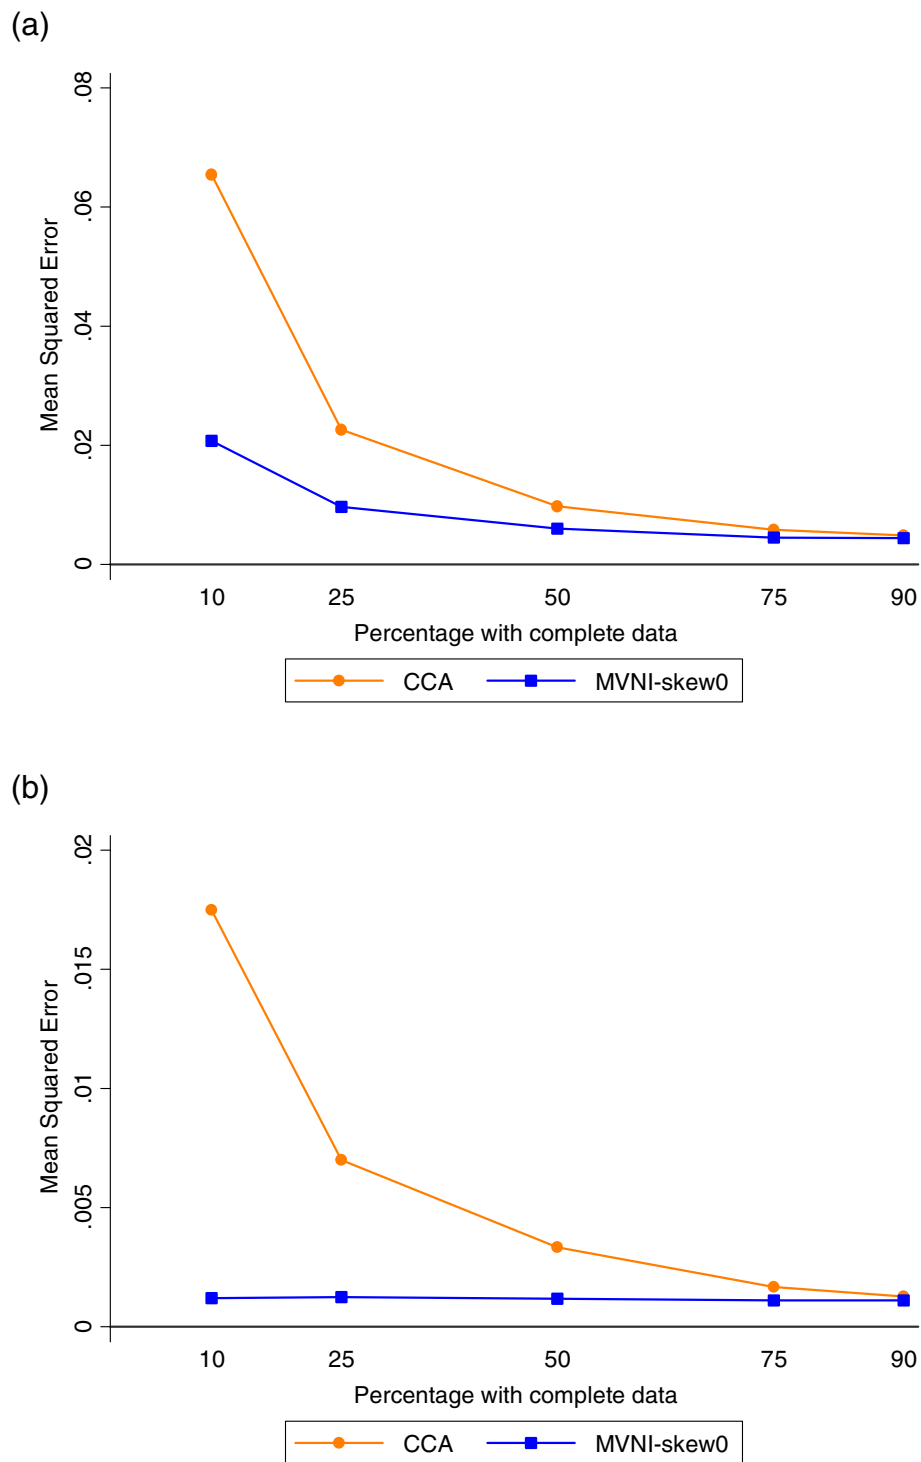 (a)
.08
.06
.04
.02
0
Mean Squared Error
10 25 50 75 90
Percentage with complete data
CCA MVNI-skew0
(b)
.02
.015
.01
.005
0
Mean Squared Error
10 25 50 75 90
Percentage with complete data
CCA MVNI-skew0